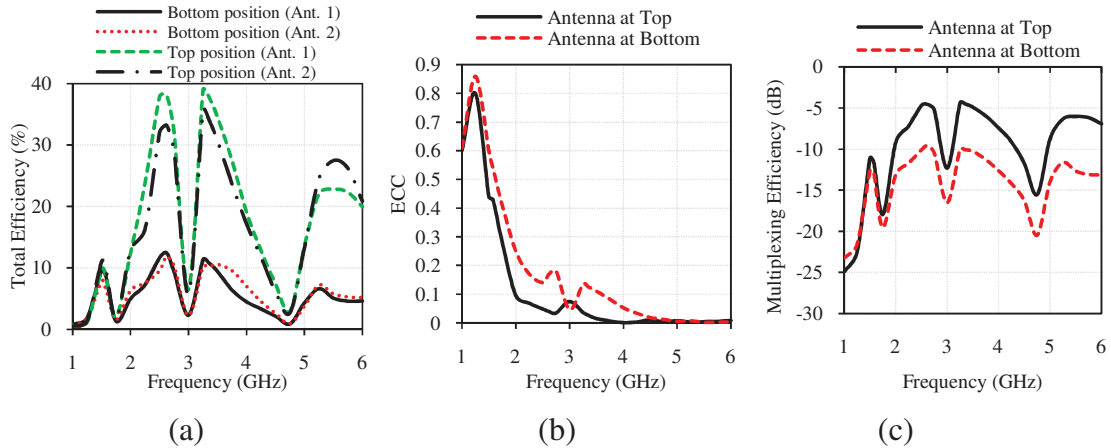 Bottom position (Ant. 1)
Bottom position (Ant. 2)
Top position (Ant. 1)
Top position (Ant. 2)
Total Efficiency (%)
40
30
20
10
0
1 2 3 4 5 6
Frequency (GHz)
(a)
Antenna at Top
Antenna at Bottom
ECC
0.9
0.8
0.7
0.6
0.5
0.4
0.3
0.2
0.1
0
1 2 3 4 5 6
Frequency (GHz)
(b)
Antenna at Top
Antenna at Bottom
Multiplexing Efficiency (dB)
0
-5
-10
-15
-20
-25
-30
1 2 3 4 5 6
Frequency (GHz)
(c)